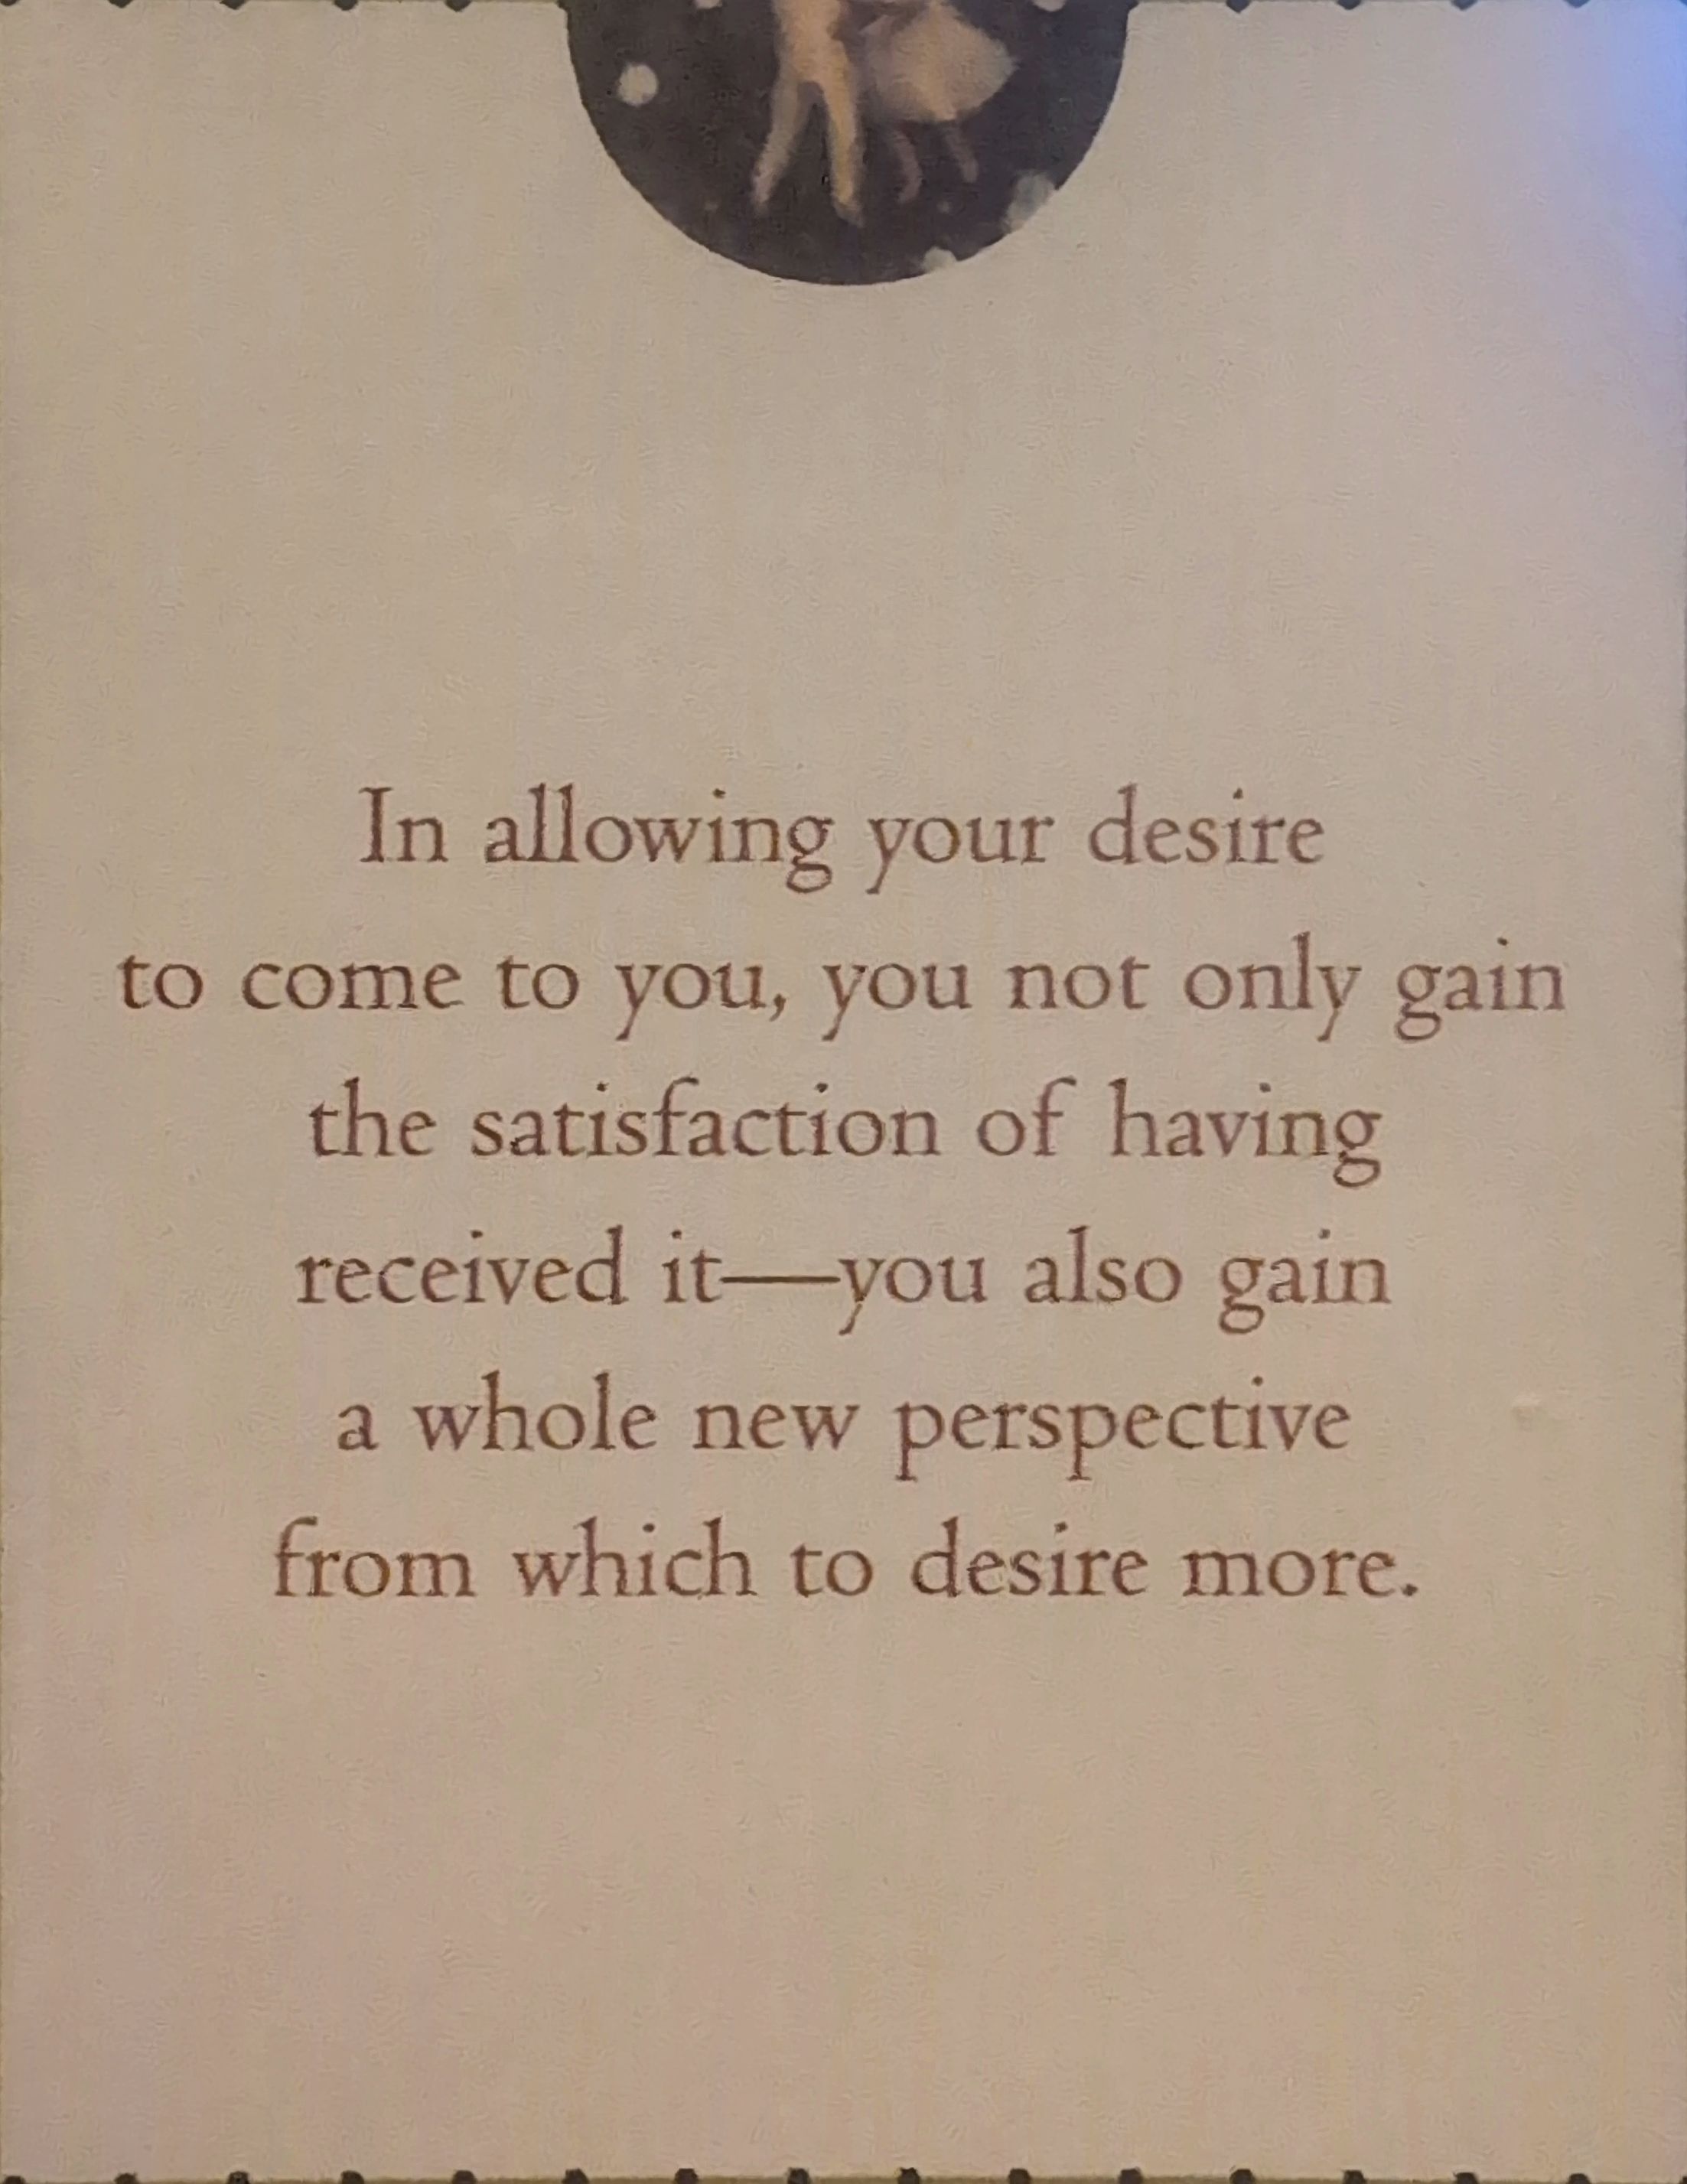 In allowing your desire
to come to you, you not only gain
the satisfaction of having
received it—you also gain
a whole new perspective
from which to desire more.